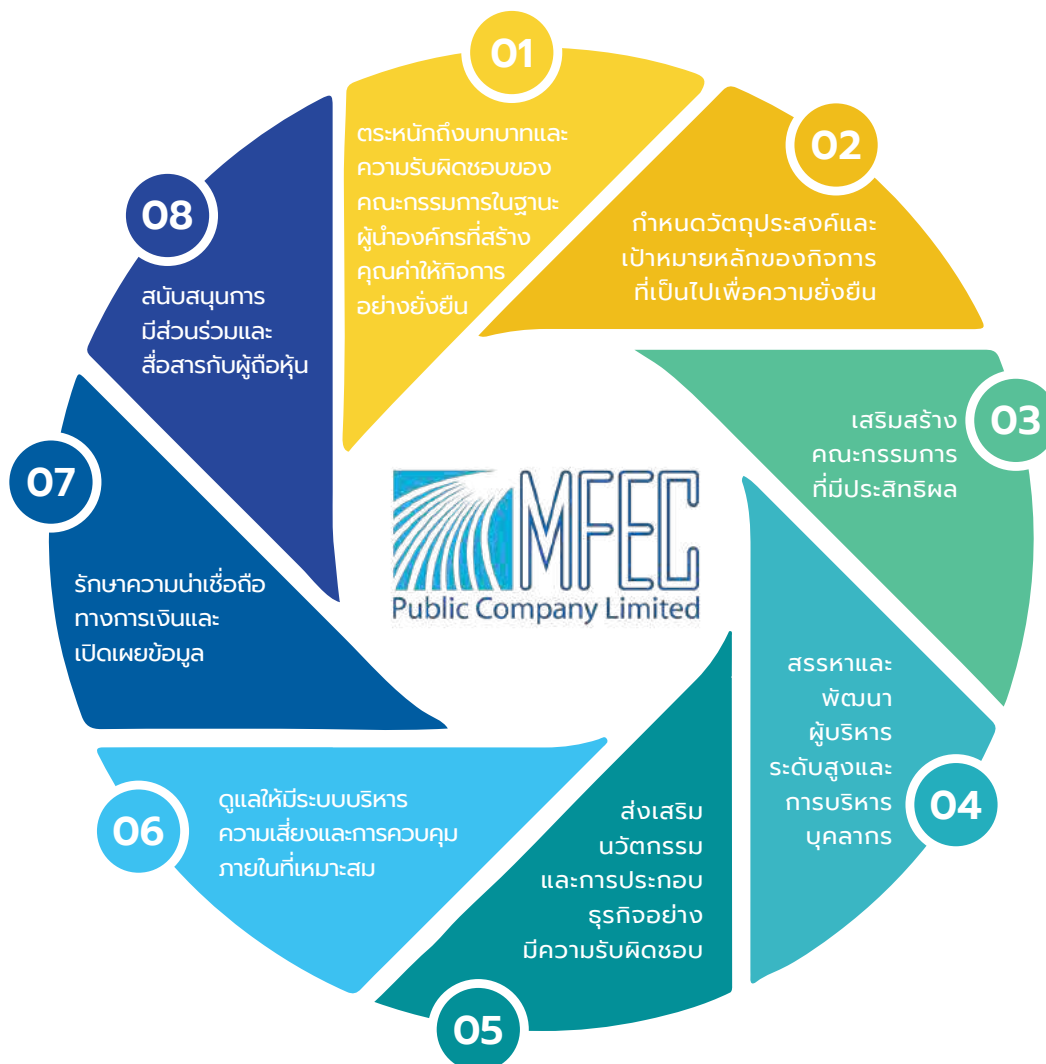 01
ตระหนักถึงบทบาทและ
ความรับผิดชอบของ
คณะกรรมการในฐานะ
ผู้นำองค์กรที่สร้าง
คุณค่าให้กิจการ
อย่างยั่งยืน
02
กำหนดวัตถุประสงค์และ
เป้าหมายหลักของกิจการ
ที่เป็นไปเพื่อความยั่งยืน
03
เสริมสร้าง
คณะกรรมการ
ที่มีประสิทธิผล
04
สรรหาและ
พัฒนา
ผู้บริหาร
ระดับสูงและ
การบริหาร
บุคลากร
05
ส่งเสริม
นวัตกรรม
และการประกอบ
ธุรกิจอย่าง
มีความรับผิดชอบ
06
ดูแลให้มีระบบบริหาร
ความเสี่ยงและการควบคุม
ภายในที่เหมาะสม
07
รักษาความน่าเชื่อถือ
ทางการเงินและ
เปิดเผยข้อมูล
08
สนับสนุนการ
มีส่วนร่วมและ
สื่อสารกับผู้ถือหุ้น
MFEC
Public Company Limited